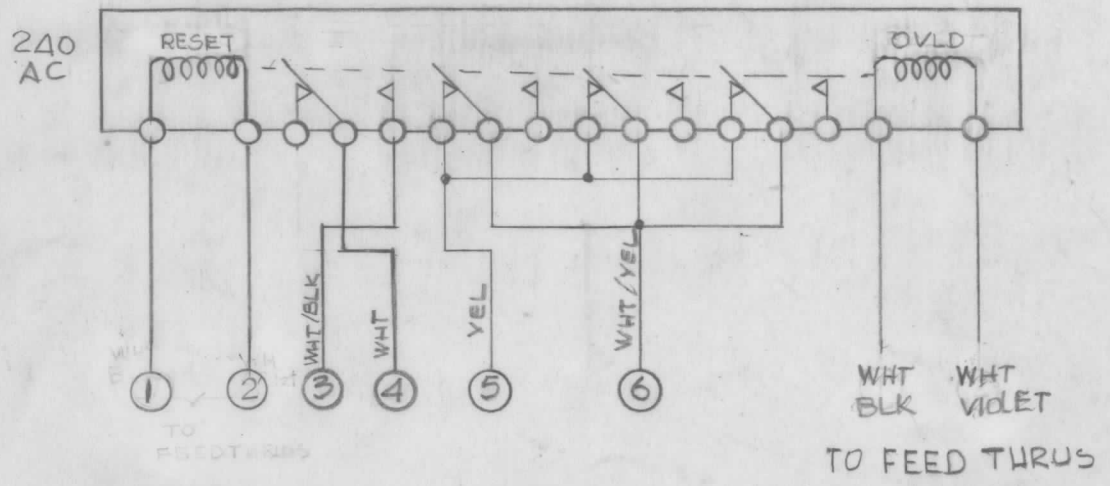 240
AC
RESET
OVLD
WHT/BLK
WHT
YEL
WHT/YEL
1
2
3
4
5
6
WHT
BLK
WHT
VIOLET
TO FEED THRUS
TO